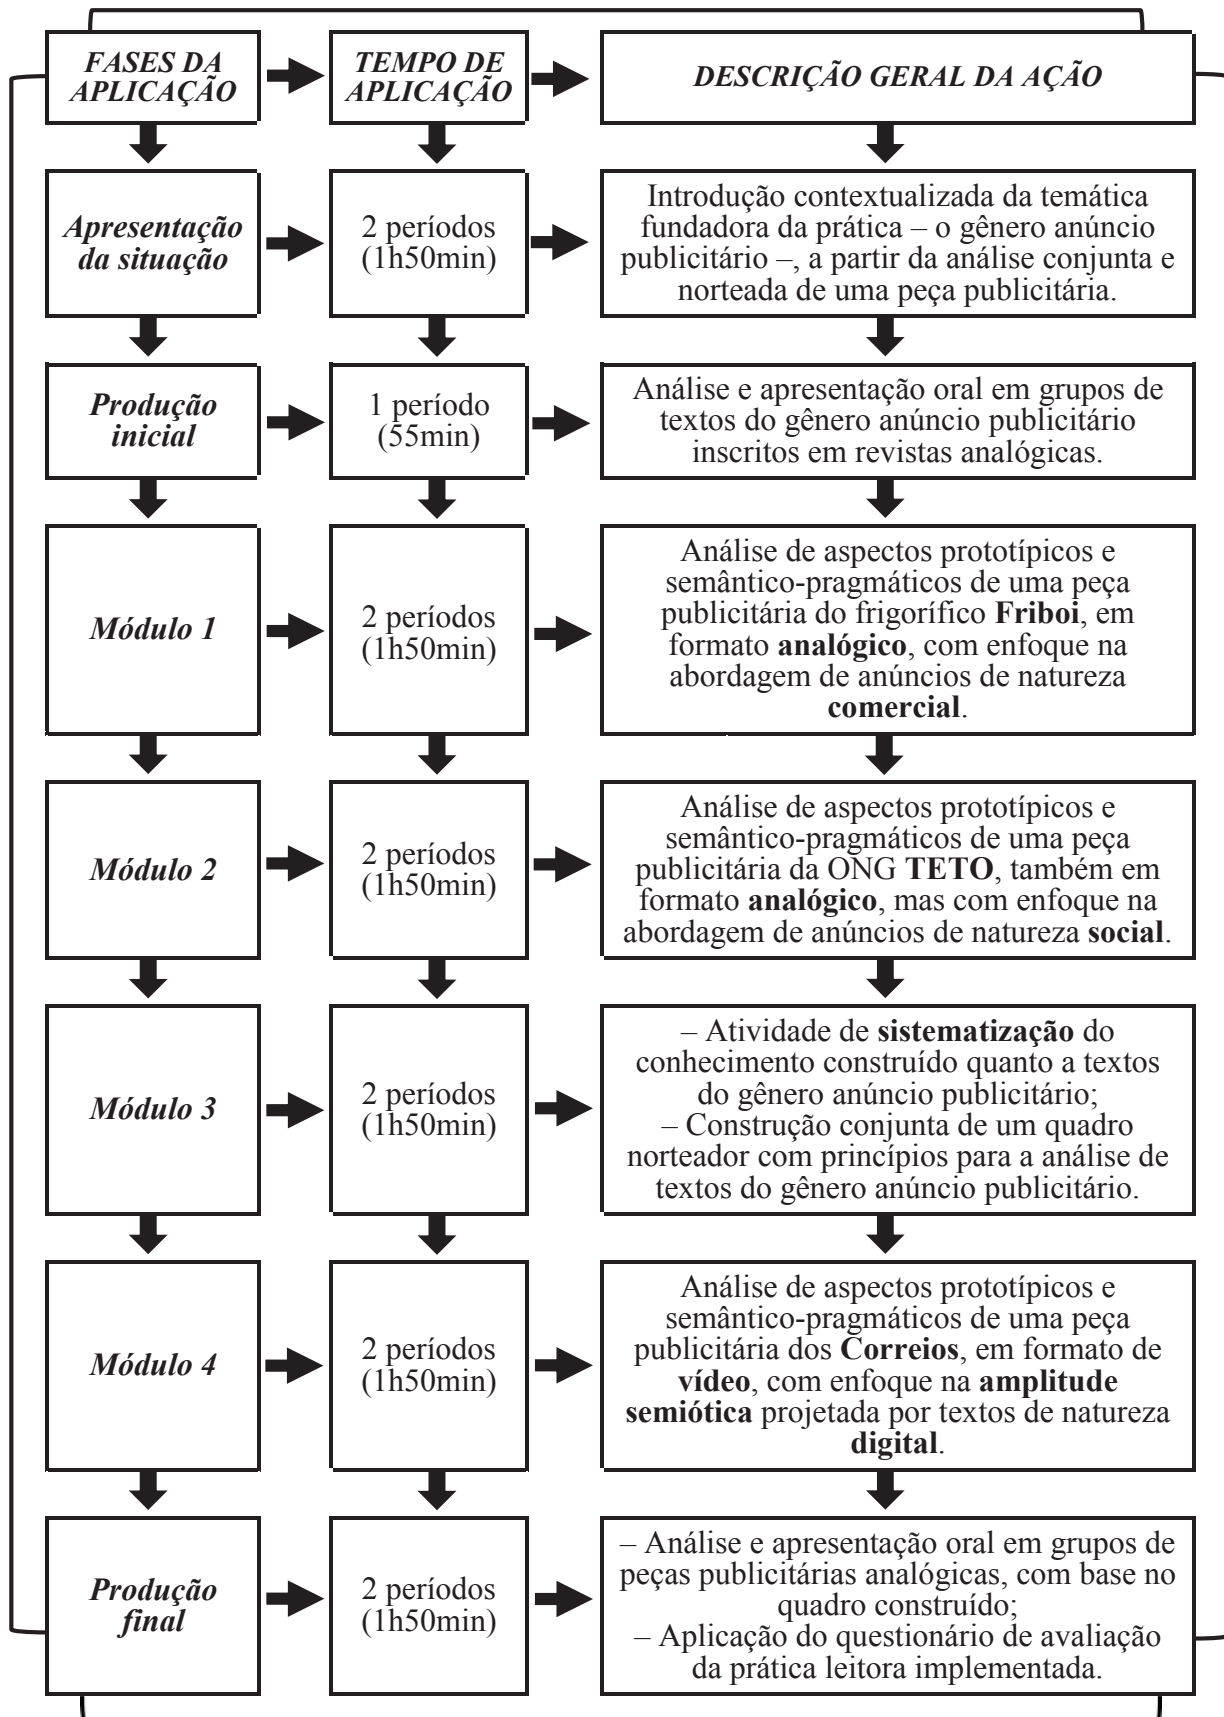 FASES DA
APLICAÇÃO
TEMPO DE
APLICAÇÃO
DESCRIÇÃO GERAL DA AÇÃO
Apresentação
da situação
2 períodos
(1h50min)
Introdução contextualizada da temática
fundadora da prática – o gênero anúncio
publicitário –, a partir da análise conjunta e
norteada de uma peça publicitária.
Produção
inicial
1 período
(55min)
Análise e apresentação oral em grupos de
textos do gênero anúncio publicitário
inscritos em revistas analógicas.
Módulo 1
2 períodos
(1h50min)
Análise de aspectos prototípicos e
semântico-pragmáticos de uma peça
publicitária do frigorífico Friboi, em
formato analógico, com enfoque na
abordagem de anúncios de natureza
comercial.
Módulo 2
2 períodos
(1h50min)
Análise de aspectos prototípicos e
semântico-pragmáticos de uma peça
publicitária da ONG TETO, também em
formato analógico, mas com enfoque na
abordagem de anúncios de natureza social.
Módulo 3
2 períodos
(1h50min)
– Atividade de sistematização do
conhecimento construído quanto a textos
do gênero anúncio publicitário;
– Construção conjunta de um quadro
norteador com princípios para a análise de
textos do gênero anúncio publicitário.
Módulo 4
2 períodos
(1h50min)
Análise de aspectos prototípicos e
semântico-pragmáticos de uma peça
publicitária dos Correios, em formato de
vídeo, com enfoque na amplitude
semiótica projetada por textos de natureza
digital.
Produção
final
2 períodos
(1h50min)
– Análise e apresentação oral em grupos de
peças publicitárias analógicas, com base no
quadro construído;
– Aplicação do questionário de avaliação
da prática leitora implementada.